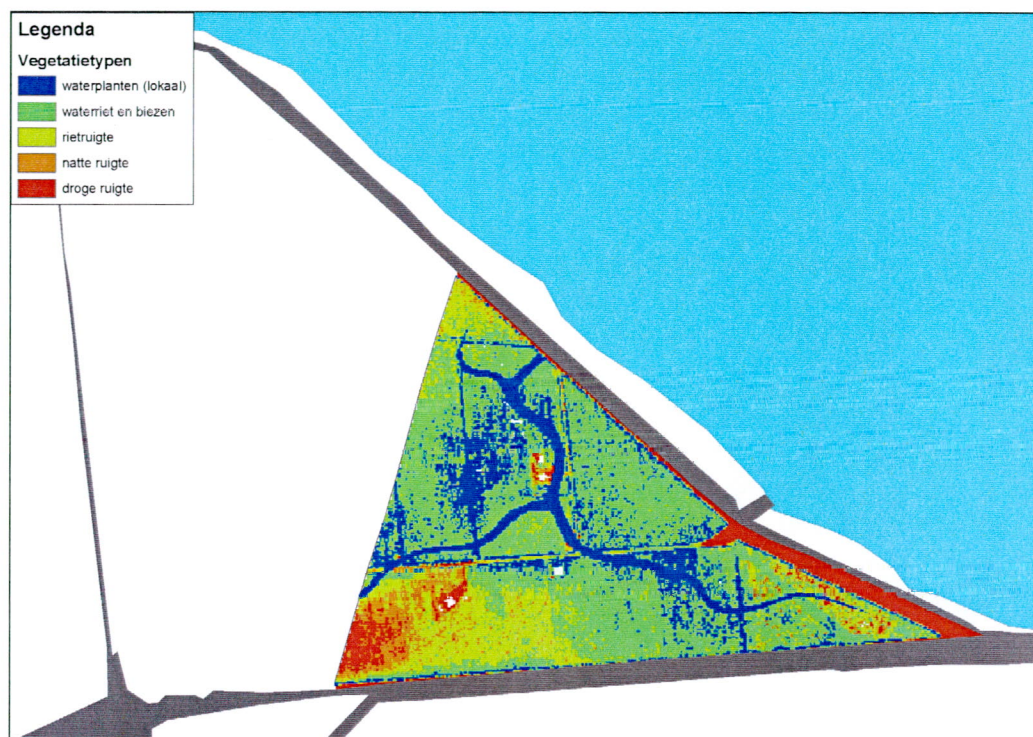 Legenda
Vegetatietypen
waterplanten (lokaal)
waterriet en biezen
rietruigte
natte ruigte
droge ruigte